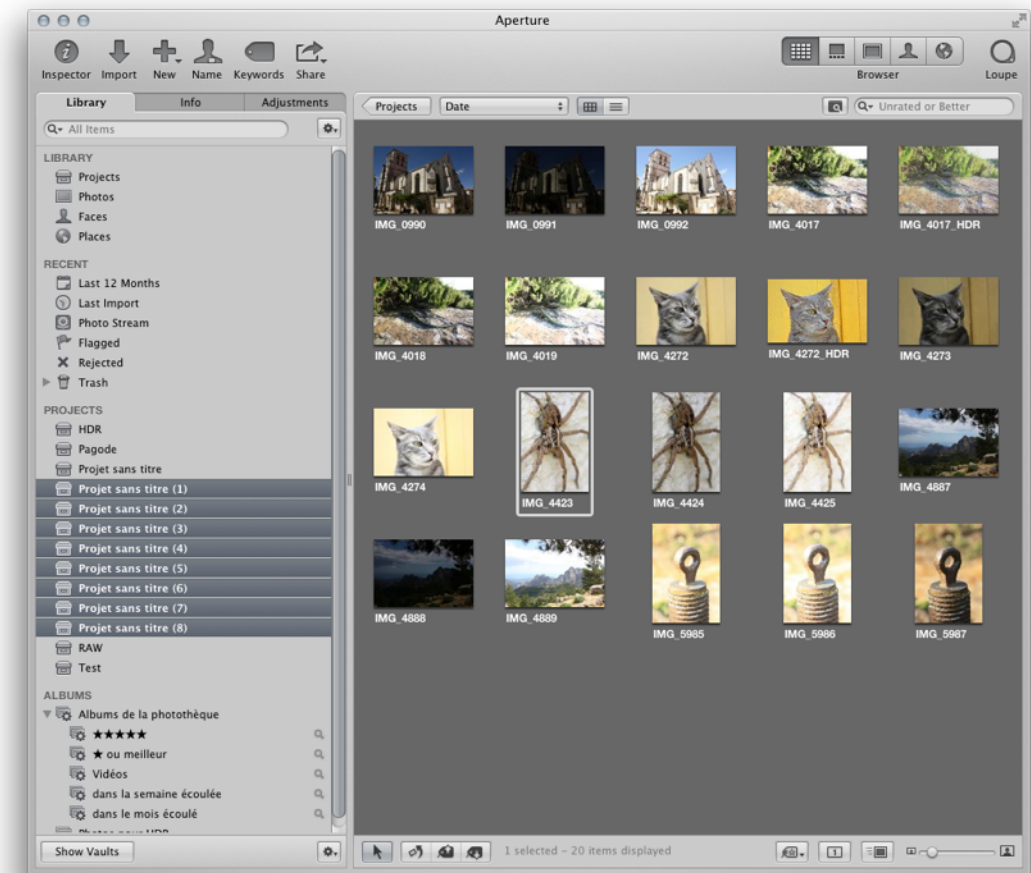 Aperture
Inspector Import New Name Keywords Share
Browser
Loupe
Library Info Adjustments
All Items
LIBRARY
Projects
Photos
Faces
Places
RECENT
Last 12 Months
Last Import
Photo Stream
Flagged
Rejected
Trash
PROJECTS
HDR
Pagode
Projet sans titre
Projet sans titre (1)
Projet sans titre (2)
Projet sans titre (3)
Projet sans titre (4)
Projet sans titre (5)
Projet sans titre (6)
Projet sans titre (7)
Projet sans titre (8)
RAW
Test
ALBUMS
Albums de la photothèque
★★★★★
★ ou meilleur
Vidéos
dans la semaine écoulée
dans le mois écoulé
Photos pour HDR
Show Vaults
Projects Date
Unrated or Better
IMG_0990 IMG_0991 IMG_0992 IMG_4017 IMG_4017_HDR
IMG_4018 IMG_4019 IMG_4272 IMG_4272_HDR IMG_4273
IMG_4274 IMG_4423 IMG_4424 IMG_4425 IMG_4887
IMG_4888 IMG_4889 IMG_5985 IMG_5986 IMG_5987
1 selected – 20 items displayed
1